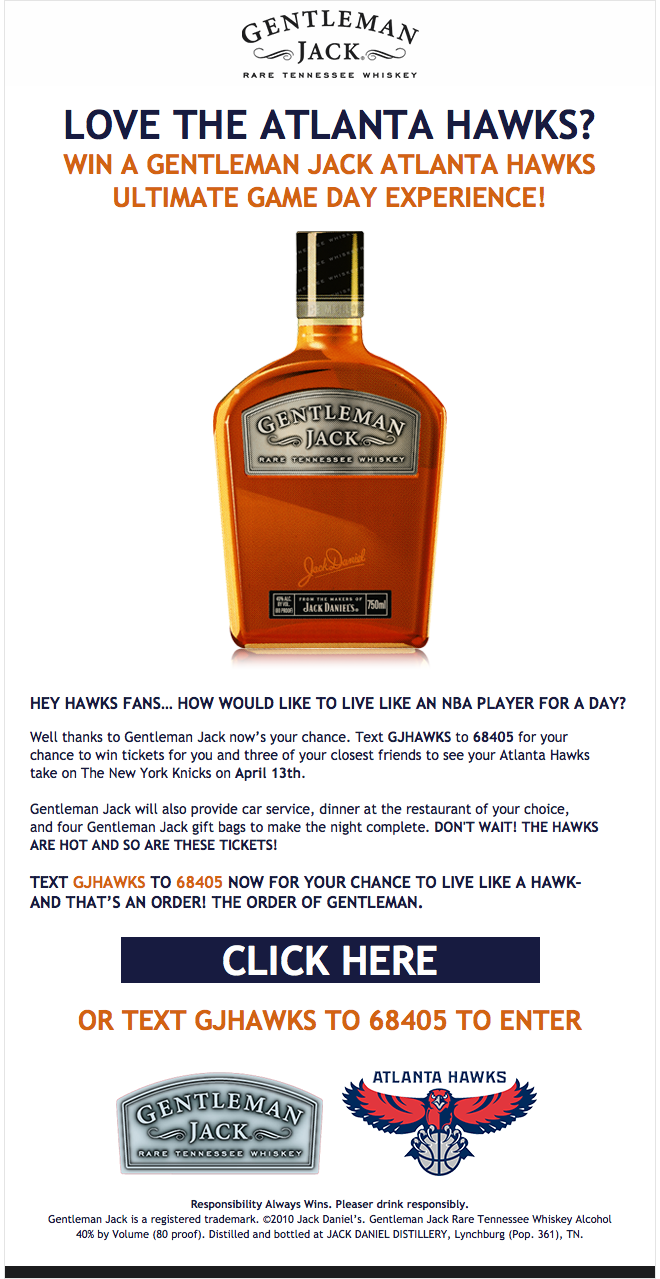 GENTLEMAN
JACK®
RARE TENNESSEE WHISKEY
LOVE THE ATLANTA HAWKS?
WIN A GENTLEMAN JACK ATLANTA HAWKS
ULTIMATE GAME DAY EXPERIENCE!
GENTLEMAN
JACK
RARE TENNESSEE WHISKEY
Jack Daniel
40% ALC.
BY VOL.
(80 PROOF)
FROM THE MAKERS OF
JACK DANIEL'S®
750ml
HEY HAWKS FANS... HOW WOULD LIKE TO LIVE LIKE AN NBA PLAYER FOR A DAY?
Well thanks to Gentleman Jack now's your chance. Text GJHAWKS to 68405 for your
chance to win tickets for you and three of your closest friends to see your Atlanta Hawks
take on The New York Knicks on April 13th.
Gentleman Jack will also provide car service, dinner at the restaurant of your choice,
and four Gentleman Jack gift bags to make the night complete. DON'T WAIT! THE HAWKS
ARE HOT AND SO ARE THESE TICKETS!
TEXT GJHAWKS TO 68405 NOW FOR YOUR CHANCE TO LIVE LIKE A HAWK–
AND THAT'S AN ORDER! THE ORDER OF GENTLEMAN.
CLICK HERE
OR TEXT GJHAWKS TO 68405 TO ENTER
GENTLEMAN
JACK
RARE TENNESSEE WHISKEY
ATLANTA HAWKS
Responsibility Always Wins. Pleaser drink responsibly.
Gentleman Jack is a registered trademark. ©2010 Jack Daniel's. Gentleman Jack Rare Tennessee Whiskey Alcohol
40% by Volume (80 proof). Distilled and bottled at JACK DANIEL DISTILLERY, Lynchburg (Pop. 361), TN.